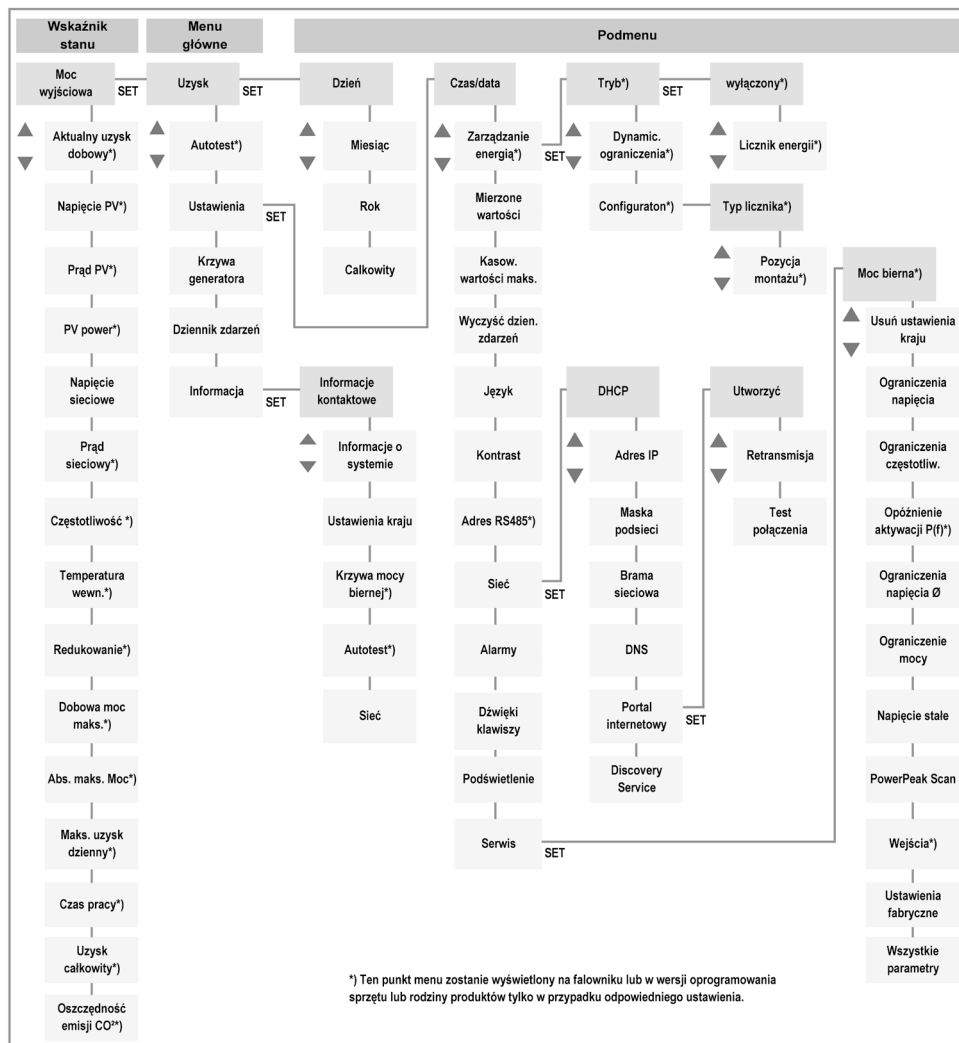 Wskaźnik
stanu
Menu
główne
Podmenu
Moc
wyjściowa
SET
Aktualny uzysk
dobowy*)
Napięcie PV*)
Prąd PV*)
PV power*)
Napięcie
sieciowe
Prąd
sieciowy*)
Częstotliwość *)
Temperatura
wewn.*)
Redukowanie*)
Dobowa moc
maks.*)
Abs. maks. Moc*)
Maks. uzysk
dzienny*)
Czas pracy*)
Uzysk
całkowity*)
Oszczędność
emisji CO²*)
Uzysk
SET
Autotest*)
Ustawienia
SET
Krzywa
generatora
Dziennik zdarzeń
Informacja
SET
Dzień
Miesiąc
Rok
Calkowity
Informacje
kontaktowe
Informacje o
systemie
Ustawienia kraju
Krzywa mocy
biernej*)
Autotest*)
Sieć
Czas/data
Zarządzanie
energią*)
SET
Mierzone
wartości
Kasow.
wartości maks.
Wyczyść dzien.
zdarzeń
Język
Kontrast
Adres RS485*)
Sieć
SET
Alarmy
Dźwięki
klawiszy
Podświetlenie
Serwis
SET
Tryb*)
SET
Dynamic.
ograniczenia*)
Configuraton*)
DHCP
Adres IP
Maska
podsieci
Brama
sieciowa
DNS
Portal
internetowy
SET
Discovery
Service
wyłączony*)
Licznik energii*)
Typ licznika*)
Pozycja
montażu*)
Utworzyć
Retransmisja
Test
połączenia
Moc bierna*)
Usuń ustawienia
kraju
Ograniczenia
napięcia
Ograniczenia
częstotliw.
Opóźnienie
aktywacji P(f)*)
Ograniczenia
napięcia Ø
Ograniczenie
mocy
Napięcie stałe
PowerPeak Scan
Wejścia*)
Ustawienia
fabryczne
Wszystkie
parametry
*) Ten punkt menu zostanie wyświetlony na falowniku lub w wersji oprogramowania
sprzętu lub rodziny produktów tylko w przypadku odpowiedniego ustawienia.